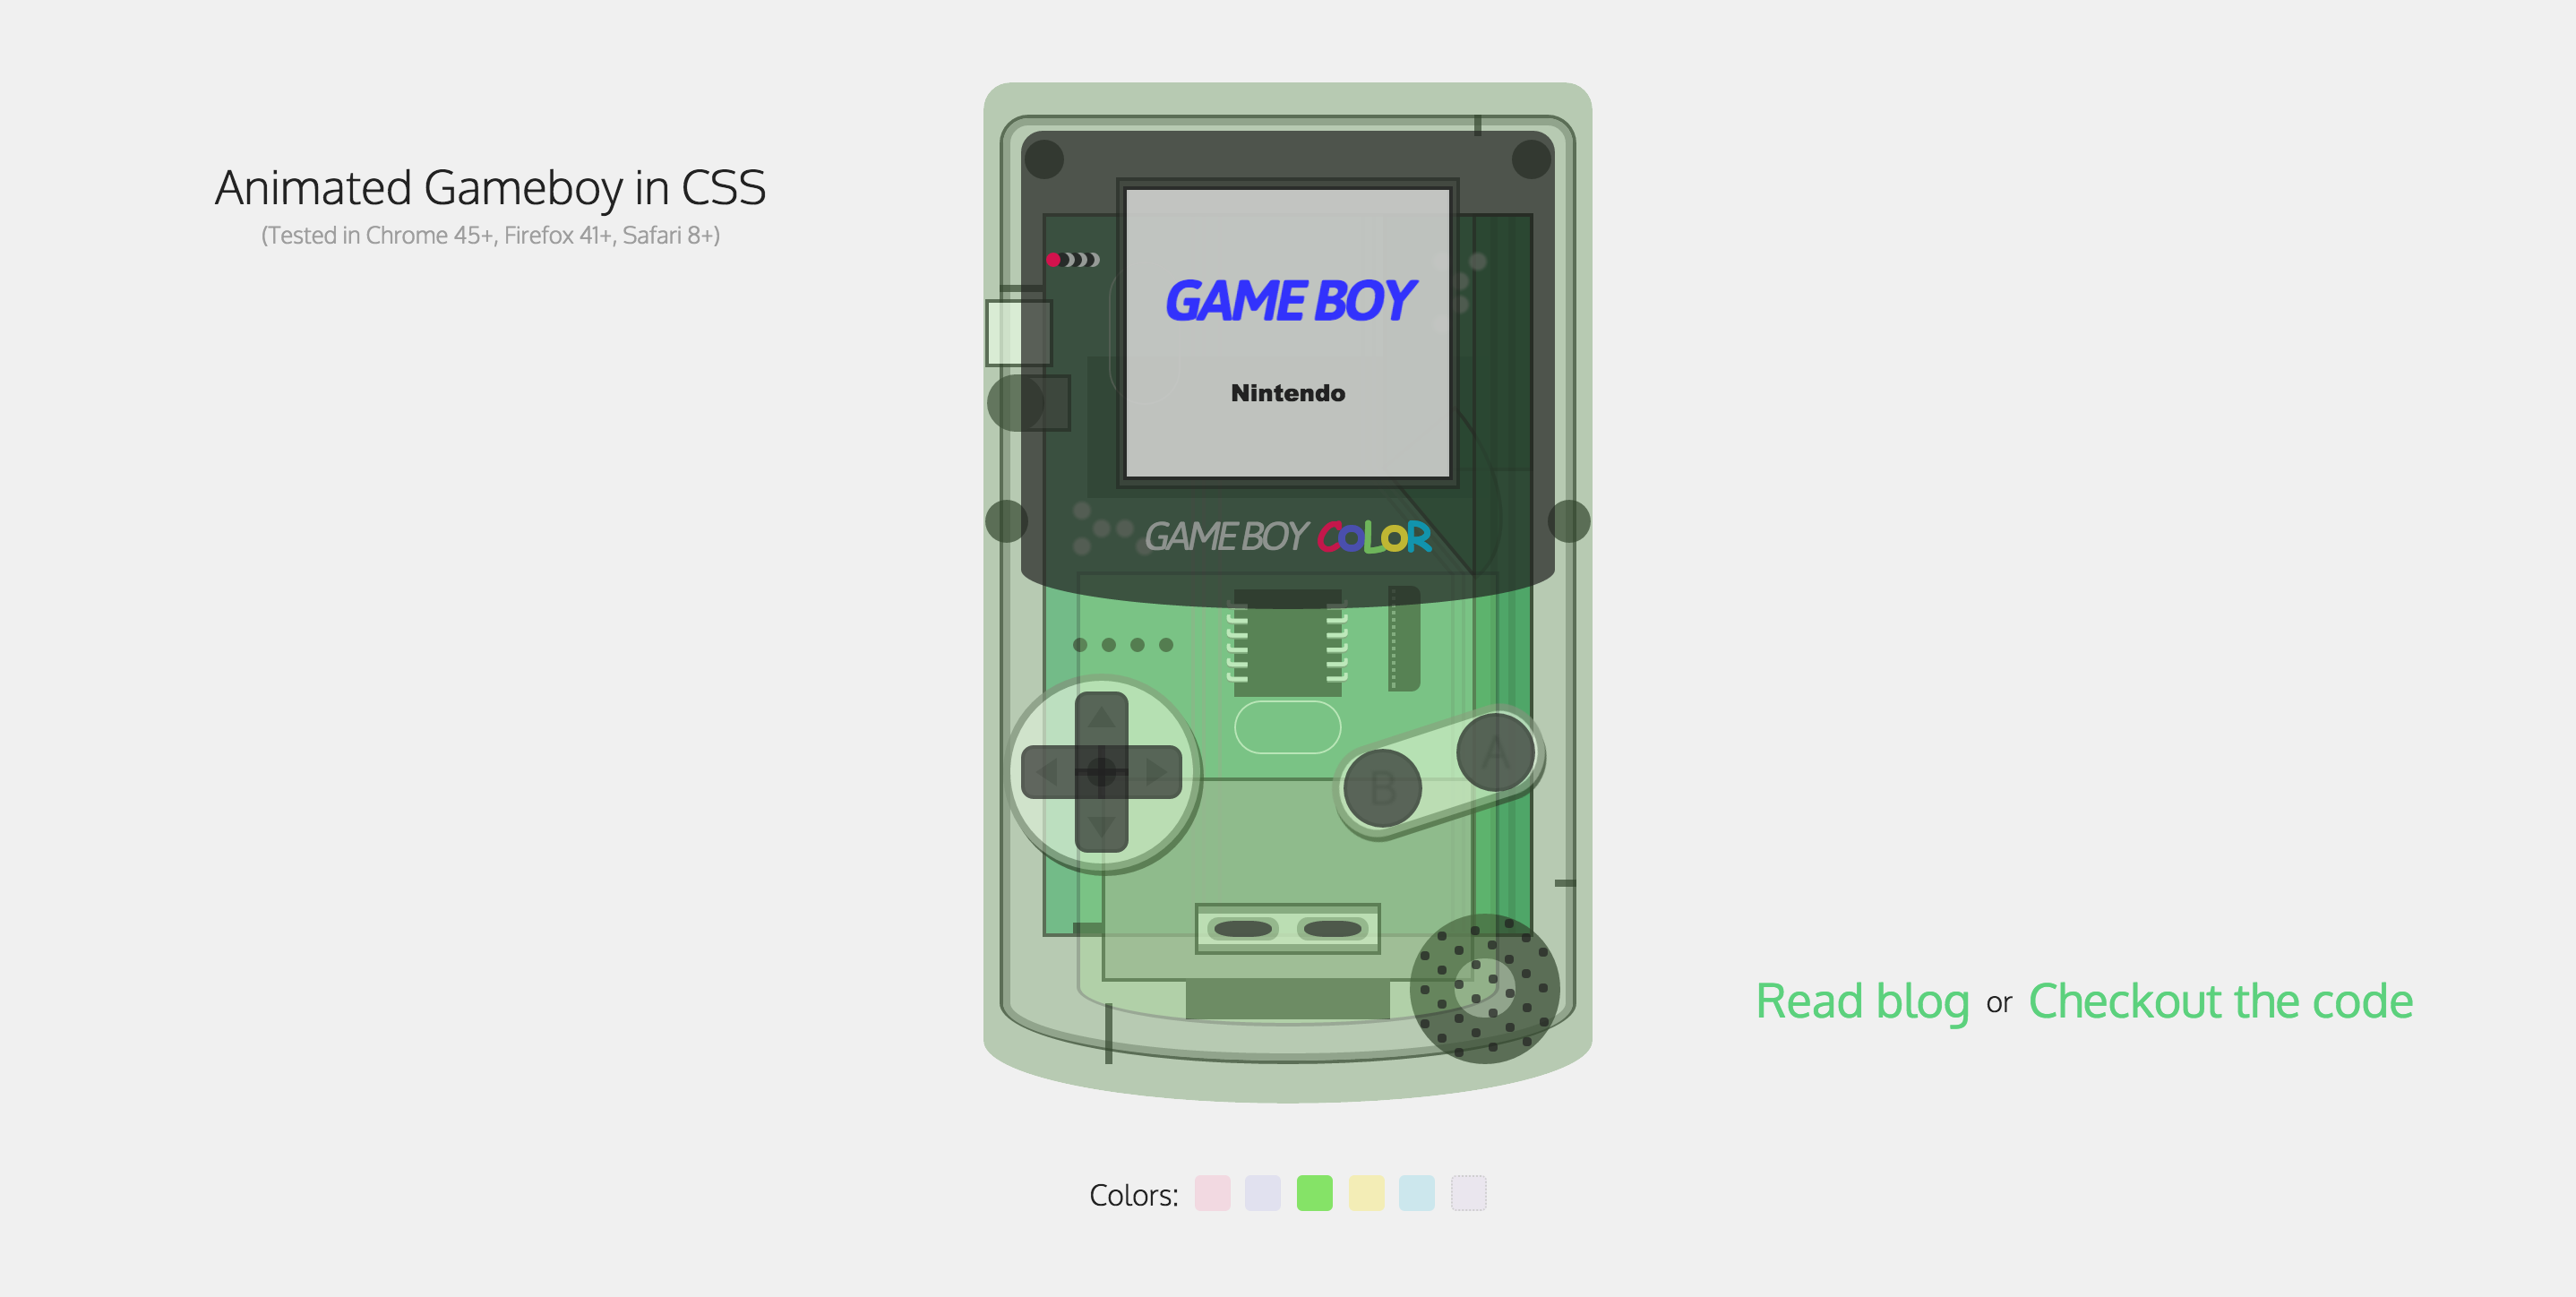 Animated Gameboy in CSS
(Tested in Chrome 45+, Firefox 41+, Safari 8+)
GAME BOY
Nintendo
GAME BOY COLOR
A
B
Read blog or Checkout the code
Colors: